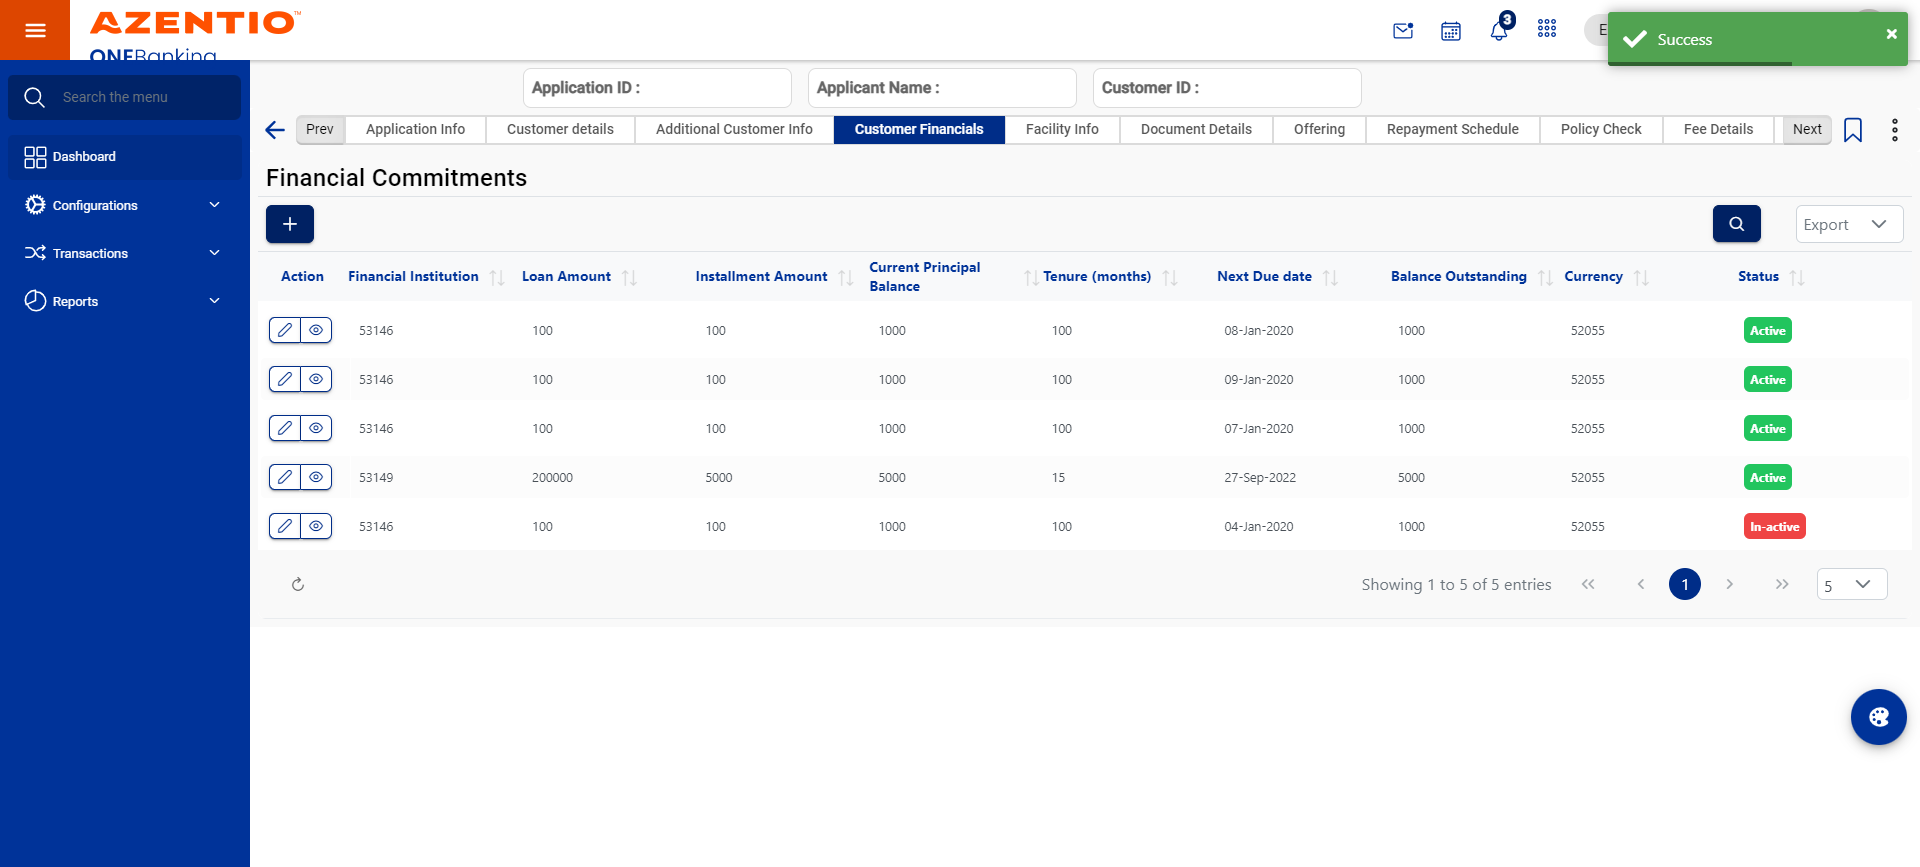 AZENTIO™
ONEBanking
3
E
Success
Search the menu
Dashboard
Configurations
Transactions
Reports
Application ID :
Applicant Name :
Customer ID :
Prev
Application Info
Customer details
Additional Customer Info
Customer Financials
Facility Info
Document Details
Offering
Repayment Schedule
Policy Check
Fee Details
Next
Financial Commitments
Export
Action Financial Institution Loan Amount Installment Amount Current Principal Balance Tenure (months) Next Due date Balance Outstanding Currency Status
53146 100 100 1000 100 08-Jan-2020 1000 52055 Active
53146 100 100 1000 100 09-Jan-2020 1000 52055 Active
53146 100 100 1000 100 07-Jan-2020 1000 52055 Active
53149 200000 5000 5000 15 27-Sep-2022 5000 52055 Active
53146 100 100 1000 100 04-Jan-2020 1000 52055 In-active
Showing 1 to 5 of 5 entries
1
5